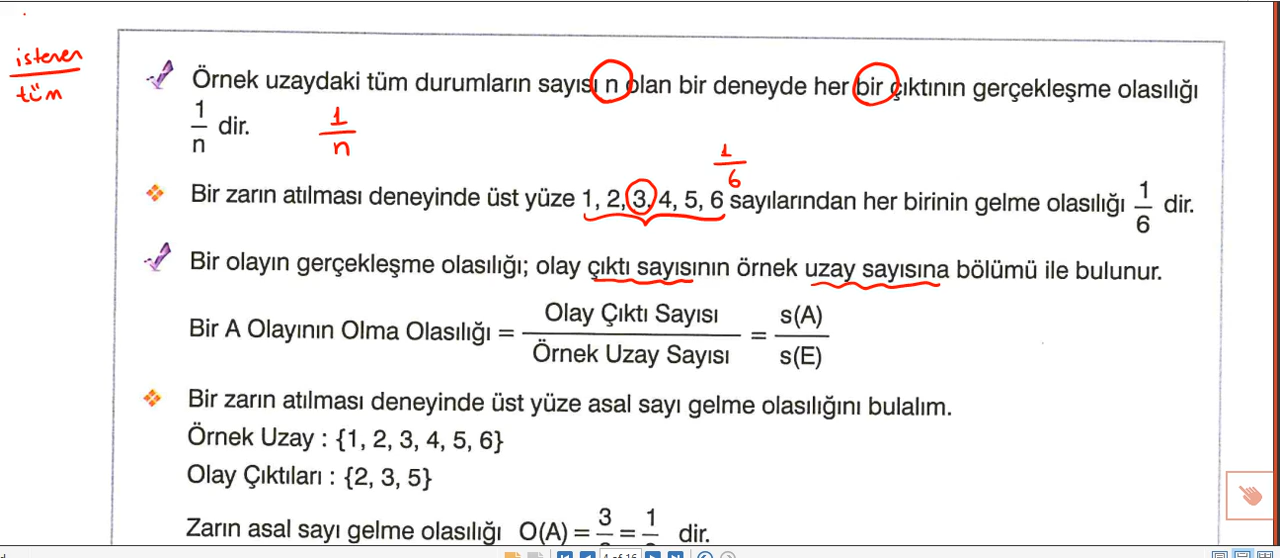 istenen
tüm
Örnek uzaydaki tüm durumların sayısı n olan bir deneyde her bir çıktının gerçekleşme olasılığı
1/n dir.
1/n
1/6
Bir zarın atılması deneyinde üst yüze 1, 2, 3, 4, 5, 6 sayılarından her birinin gelme olasılığı 1/6 dir.
Bir olayın gerçekleşme olasılığı; olay çıktı sayısının örnek uzay sayısına bölümü ile bulunur.
Bir A Olayının Olma Olasılığı = Olay Çıktı Sayısı / Örnek Uzay Sayısı = s(A) / s(E)
Bir zarın atılması deneyinde üst yüze asal sayı gelme olasılığını bulalım.
Örnek Uzay : {1, 2, 3, 4, 5, 6}
Olay Çıktıları : {2, 3, 5}
Zarın asal sayı gelme olasılığı O(A) = 3/ = 1/ dir.